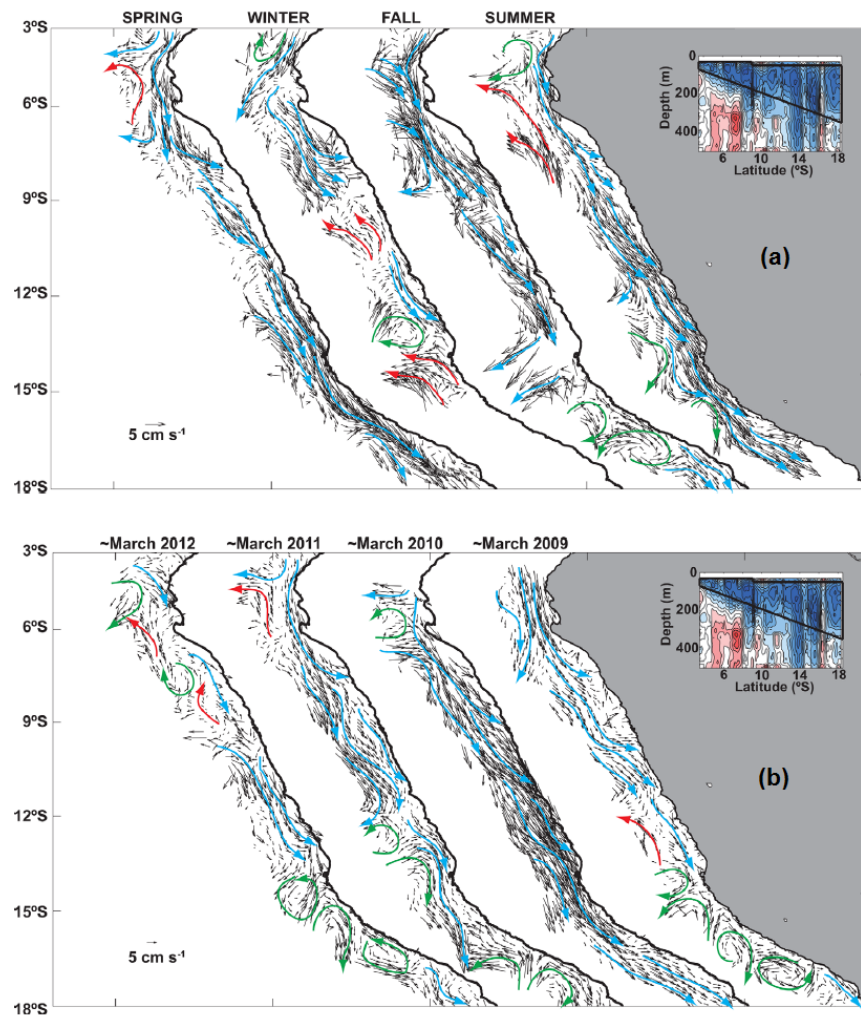 SPRING WINTER FALL SUMMER
3ºS
6ºS
9ºS
12ºS
15ºS
18ºS
0
200
400
Depth (m)
6 10 14 18
Latitude (ºS)
(a)
5 cm s-1
~March 2012 ~March 2011 ~March 2010 ~March 2009
3ºS
6ºS
9ºS
12ºS
15ºS
18ºS
0
200
400
Depth (m)
6 10 14 18
Latitude (ºS)
(b)
5 cm s-1